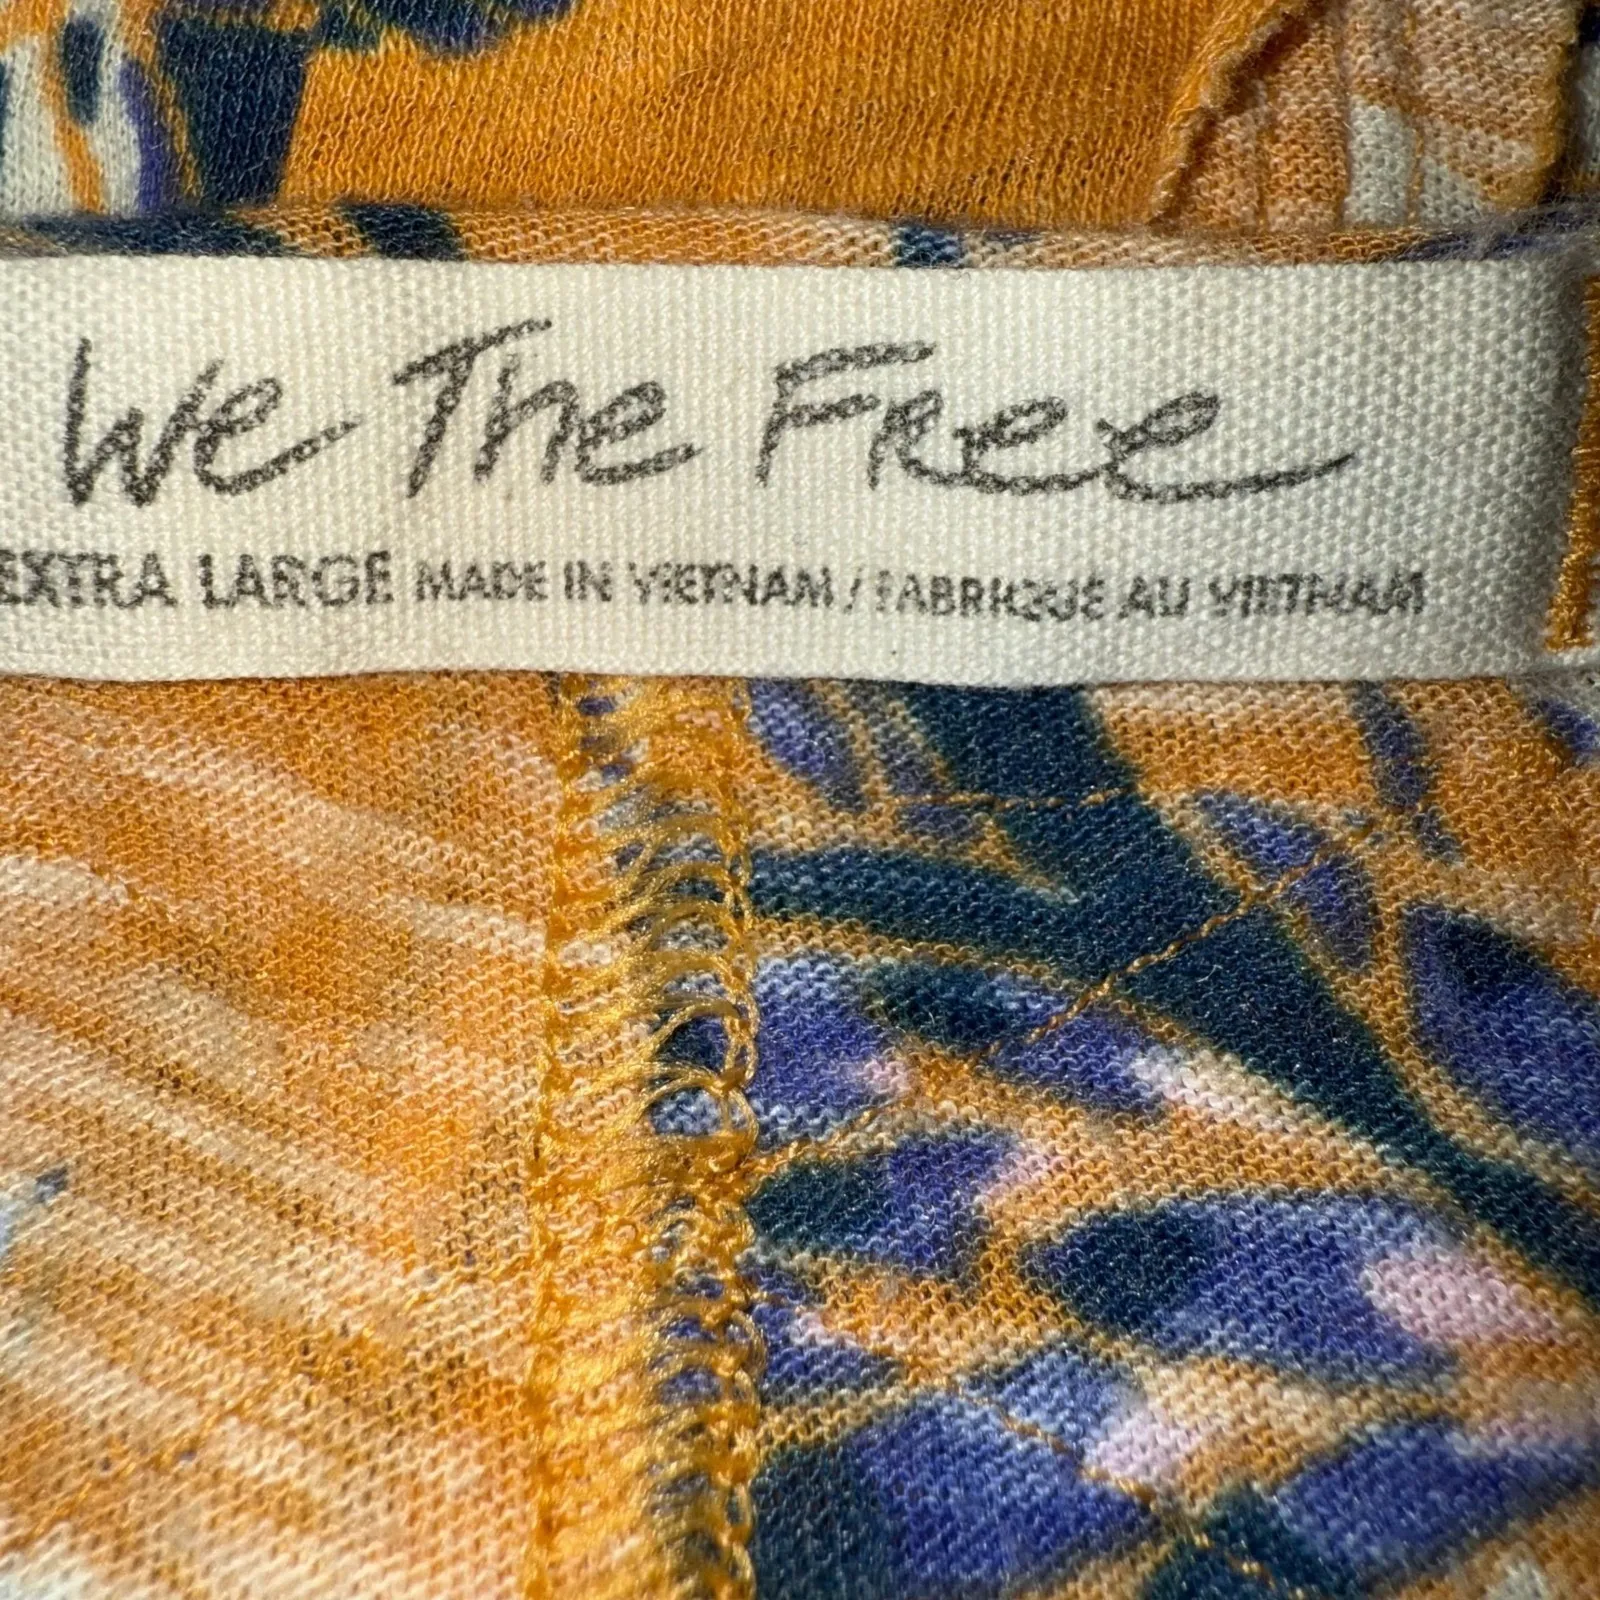 We The Free
EXTRA LARGE MADE IN VIETNAM / FABRIQUE AU VIETNAM